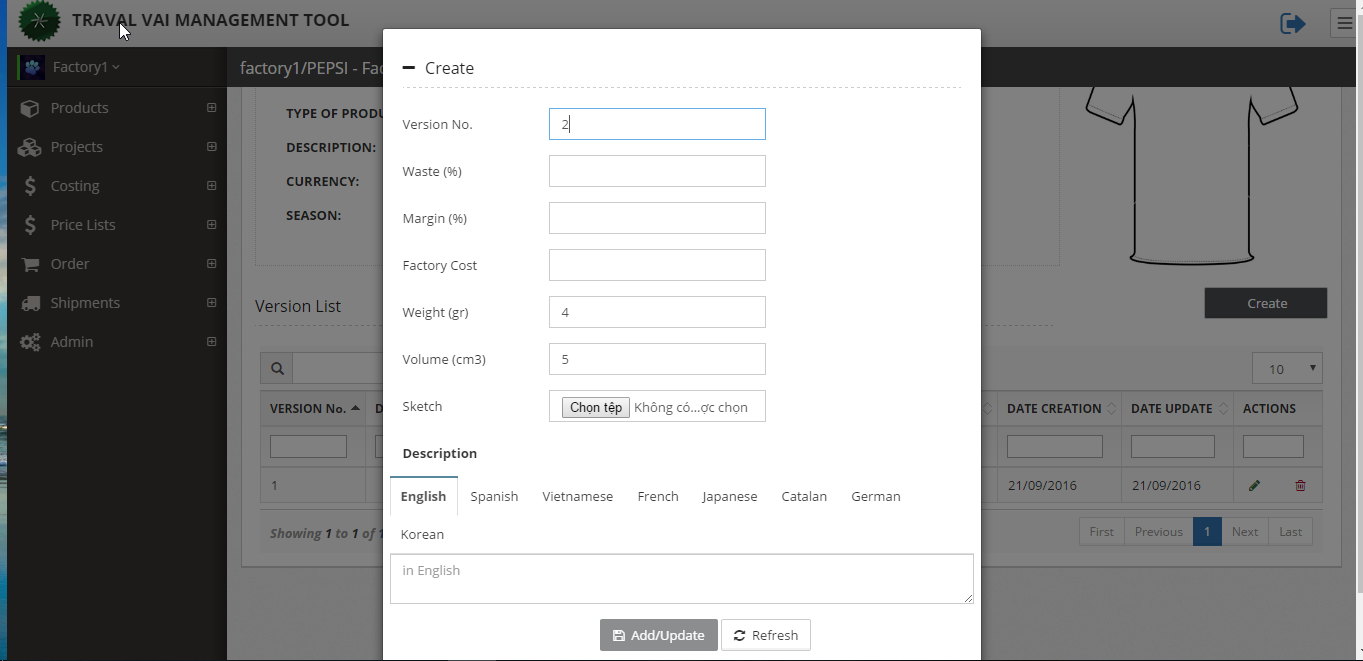 TRAVAL VAI MANAGEMENT TOOL
Factory1
Products
Projects
Costing
Price Lists
Order
Shipments
Admin
factory1/PEPSI - Fac
TYPE OF PRODU
DESCRIPTION:
CURRENCY:
SEASON:
Version List
Create
10
VERSION No.
D
DATE CREATION
DATE UPDATE
ACTIONS
1
21/09/2016
21/09/2016
Showing 1 to 1 of 1
First
Previous
1
Next
Last
Create
Version No.
2
Waste (%)
Margin (%)
Factory Cost
Weight (gr)
4
Volume (cm3)
5
Sketch
Chọn tệp Không có...ợc chọn
Description
English Spanish Vietnamese French Japanese Catalan German
Korean
in English
Add/Update
Refresh